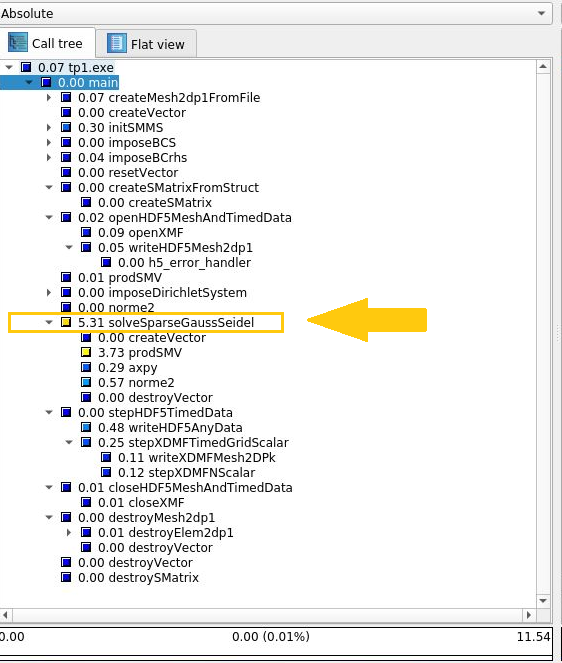 Absolute
Call tree
Flat view
0.07 tp1.exe
0.00 main
0.07 createMesh2dp1FromFile
0.00 createVector
0.30 initSMMS
0.00 imposeBCS
0.04 imposeBCrhs
0.00 resetVector
0.00 createSMatrixFromStruct
0.00 createSMatrix
0.02 openHDF5MeshAndTimedData
0.09 openXMF
0.05 writeHDF5Mesh2dp1
0.00 h5_error_handler
0.01 prodSMV
0.00 imposeDirichletSystem
0.00 norme2
5.31 solveSparseGaussSeidel
0.00 createVector
3.73 prodSMV
0.29 axpy
0.57 norme2
0.00 destroyVector
0.00 stepHDF5TimedData
0.48 writeHDF5AnyData
0.25 stepXDMFTimedGridScalar
0.11 writeXDMFMesh2DPk
0.12 stepXDMFNScalar
0.01 closeHDF5MeshAndTimedData
0.01 closeXMF
0.00 destroyMesh2dp1
0.01 destroyElem2dp1
0.00 destroyVector
0.00 destroyVector
0.00 destroySMatrix
0.00 0.00 (0.01%) 11.54